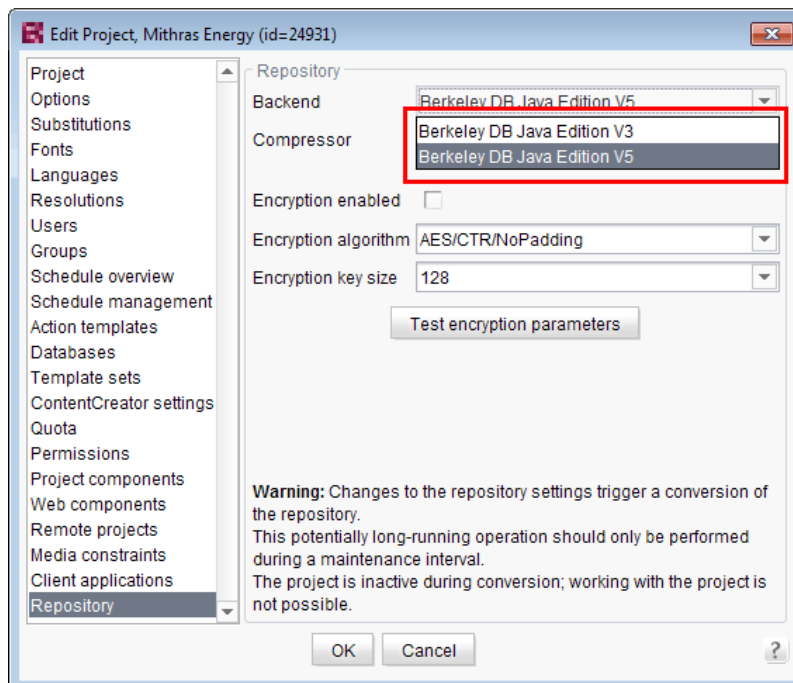 Edit Project, Mithras Energy (id=24931)
Project
Options
Substitutions
Fonts
Languages
Resolutions
Users
Groups
Schedule overview
Schedule management
Action templates
Databases
Template sets
ContentCreator settings
Quota
Permissions
Project components
Web components
Remote projects
Media constraints
Client applications
Repository
Repository
Backend
Berkeley DB Java Edition V5
Compressor
Berkeley DB Java Edition V3
Berkeley DB Java Edition V5
Encryption enabled
Encryption algorithm AES/CTR/NoPadding
Encryption key size 128
Test encryption parameters
Warning: Changes to the repository settings trigger a conversion of
the repository.
This potentially long-running operation should only be performed
during a maintenance interval.
The project is inactive during conversion; working with the project is
not possible.
OK
Cancel
?